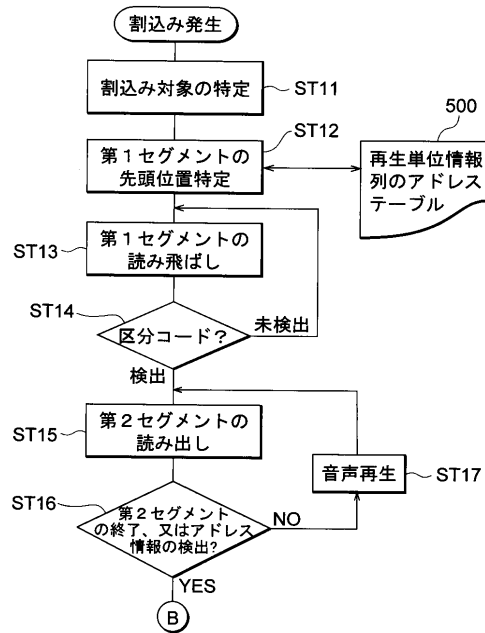 割込み発生
割込み対象の特定
ST11
ST12
500
第1セグメントの
先頭位置特定
再生単位情報
列のアドレス
テーブル
ST13
第1セグメントの
読み飛ばし
ST14
区分コード?
未検出
検出
ST15
第2セグメントの
読み出し
音声再生
ST17
ST16
第2セグメント
の終了、又はアドレス
情報の検出?
NO
YES
B